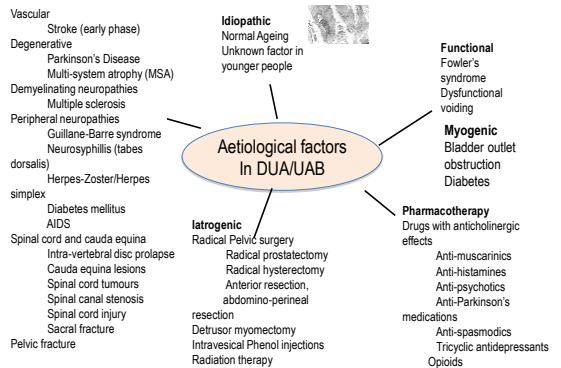 Vascular
Stroke (early phase)
Degenerative
Parkinson's Disease
Multi-system atrophy (MSA)
Demyelinating neuropathies
Multiple sclerosis
Peripheral neuropathies
Guillane-Barre syndrome
Neurosyphillis (tabes
dorsalis)
Herpes-Zoster/Herpes
simplex
Diabetes mellitus
AIDS
Spinal cord and cauda equina
Intra-vertebral disc prolapse
Cauda equina lesions
Spinal cord tumours
Spinal canal stenosis
Spinal cord injury
Sacral fracture
Pelvic fracture
Idiopathic
Normal Ageing
Unknown factor in
younger people
Functional
Fowler's
syndrome
Dysfunctional
voiding
Myogenic
Bladder outlet
obstruction
Diabetes
Aetiological factors
In DUA/UAB
Iatrogenic
Radical Pelvic surgery
Radical prostatectomy
Radical hysterectomy
Anterior resection,
abdomino-perineal
resection
Detrusor myomectomy
Intravesical Phenol injections
Radiation therapy
Pharmacotherapy
Drugs with anticholinergic
effects
Anti-muscarinics
Anti-histamines
Anti-psychotics
Anti-Parkinson's
medications
Anti-spasmodics
Tricyclic antidepressants
Opioids